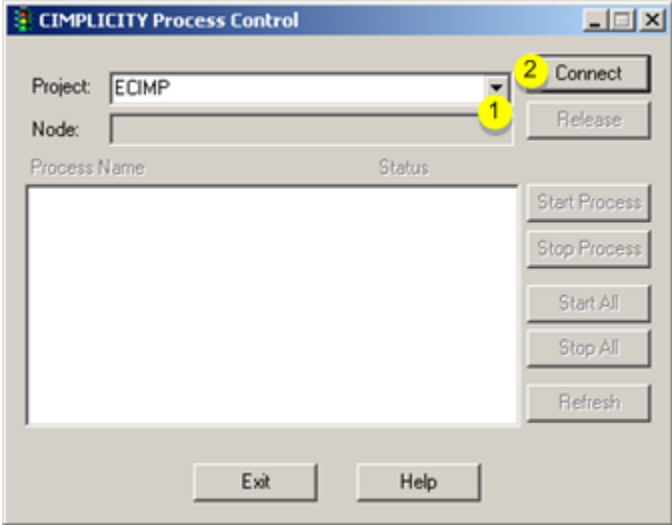 CIMPLICITY Process Control
Project: ECIMP 1
2 Connect
Node:
Release
Process Name Status
Start Process
Stop Process
Start All
Stop All
Refresh
Exit Help